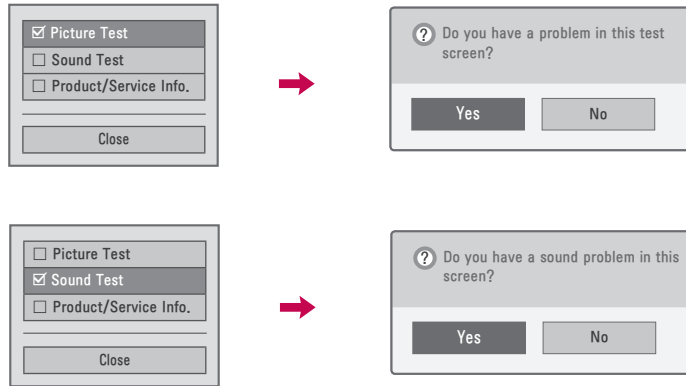 Picture Test
Sound Test
Product/Service Info.
Close
? Do you have a problem in this test
screen?
Yes No
Picture Test
Sound Test
Product/Service Info.
Close
? Do you have a sound problem in this
screen?
Yes No